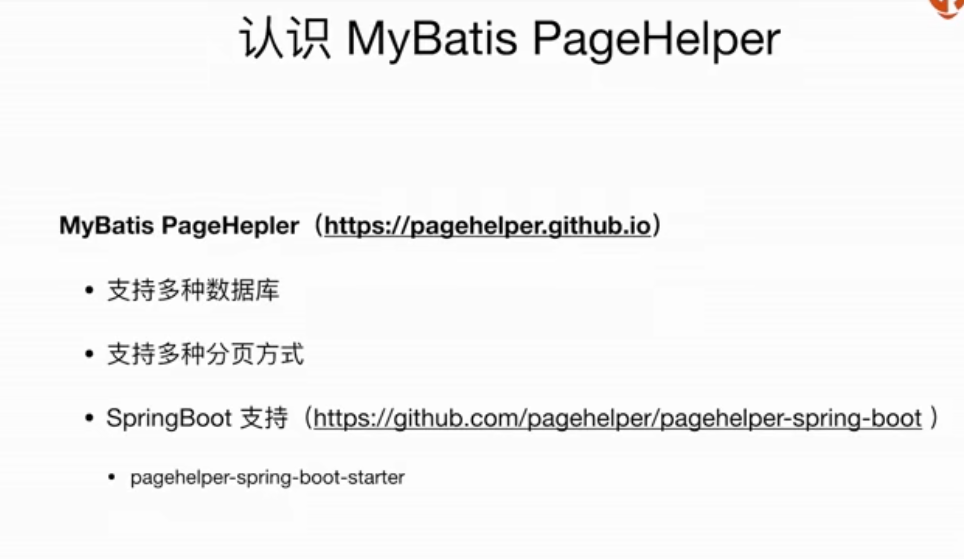 认识 MyBatis PageHelper
MyBatis PageHepler（https://pagehelper.github.io）
• 支持多种数据库
• 支持多种分页方式
• SpringBoot 支持（https://github.com/pagehelper/pagehelper-spring-boot ）
• pagehelper-spring-boot-starter